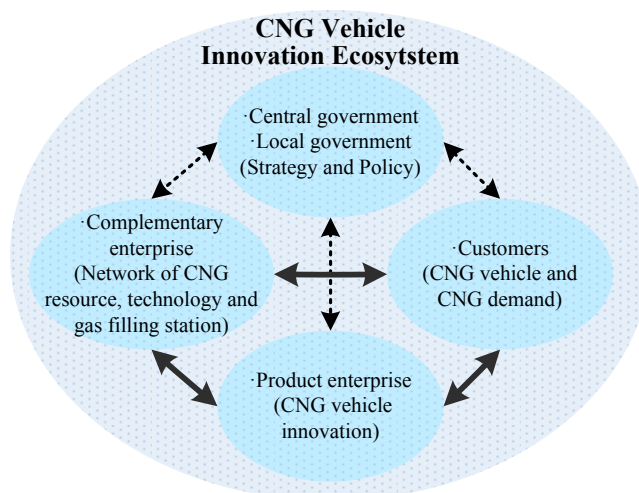 CNG Vehicle
Innovation Ecosytstem
·Central government
·Local government
(Strategy and Policy)
·Complementary
enterprise
(Network of CNG
resource, technology and
gas filling station)
·Customers
(CNG vehicle and
CNG demand)
·Product enterprise
(CNG vehicle
innovation)